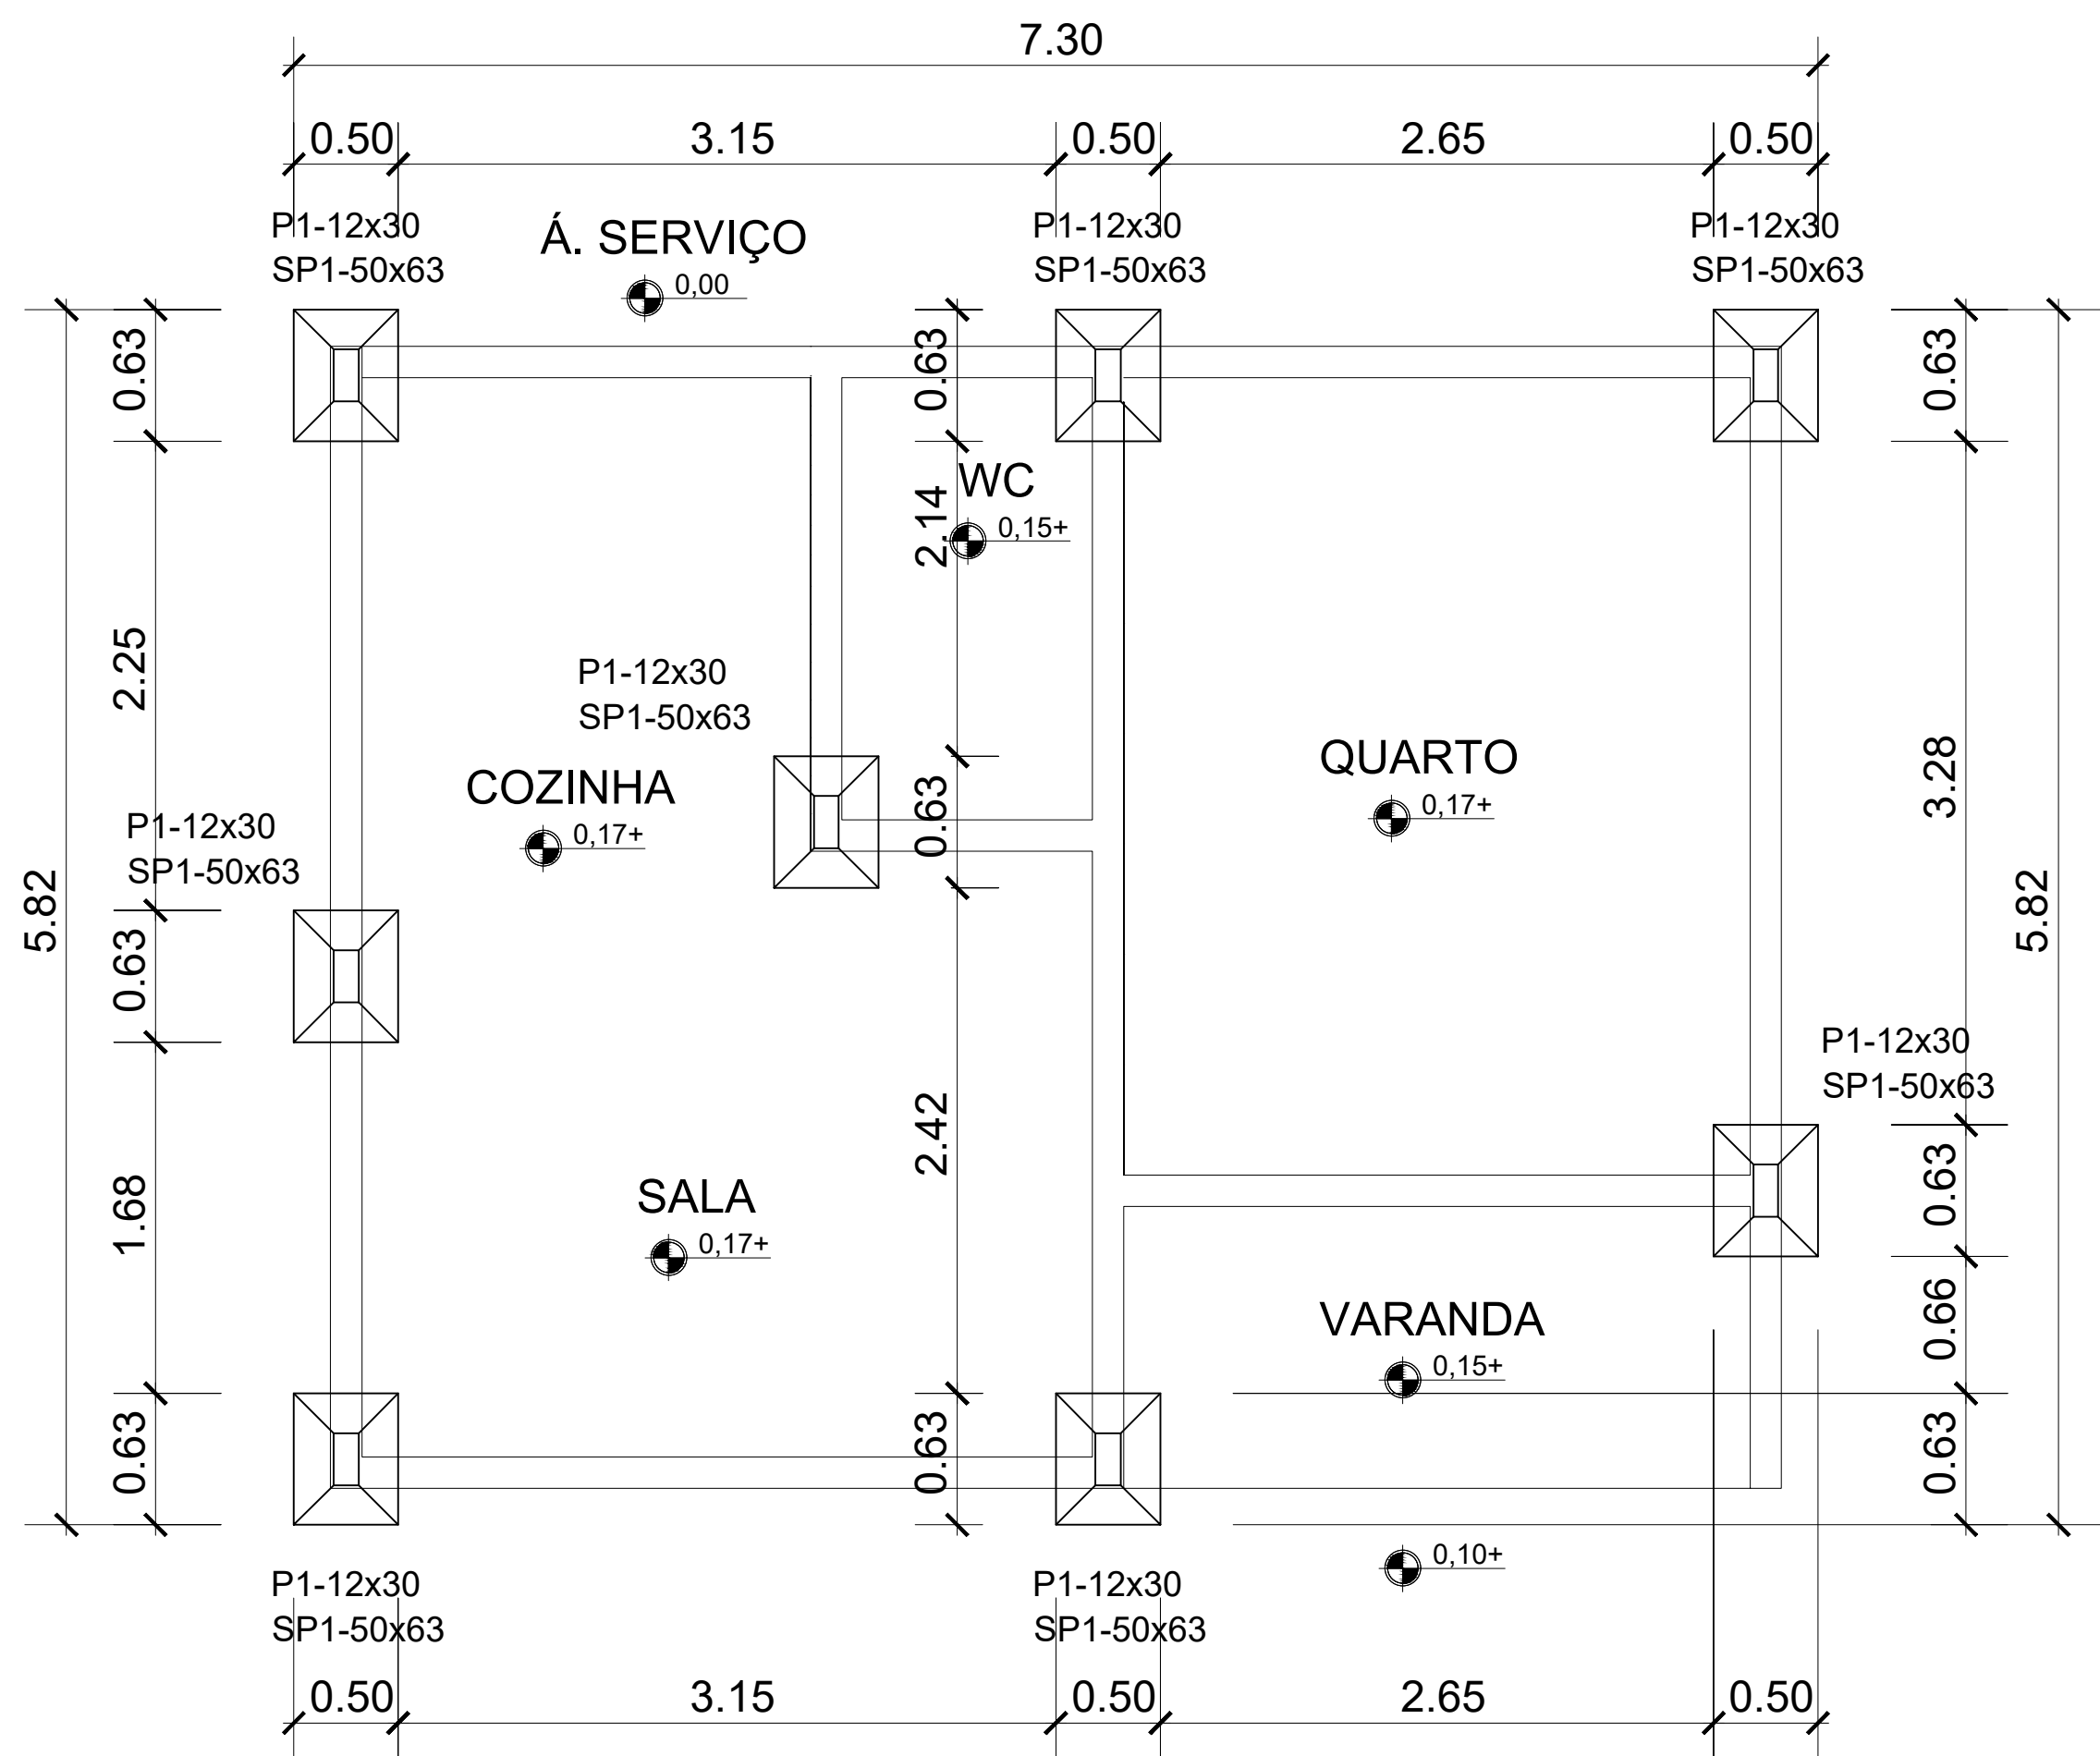 7.30
0.50
3.15
0.50
2.65
0.50
P1-12x30
SP1-50x63
Á. SERVIÇO
0,00
P1-12x30
SP1-50x63
P1-12x30
SP1-50x63
0.63
0.63
0.63
WC
0,15+
2.14
2.25
P1-12x30
SP1-50x63
COZINHA
0,17+
0.63
QUARTO
0,17+
3.28
P1-12x30
SP1-50x63
5.82
0.63
5.82
P1-12x30
SP1-50x63
2.42
1.68
SALA
0,17+
0.63
0.66
VARANDA
0,15+
0.63
0.63
0.63
0,10+
P1-12x30
SP1-50x63
P1-12x30
SP1-50x63
0.50
3.15
0.50
2.65
0.50